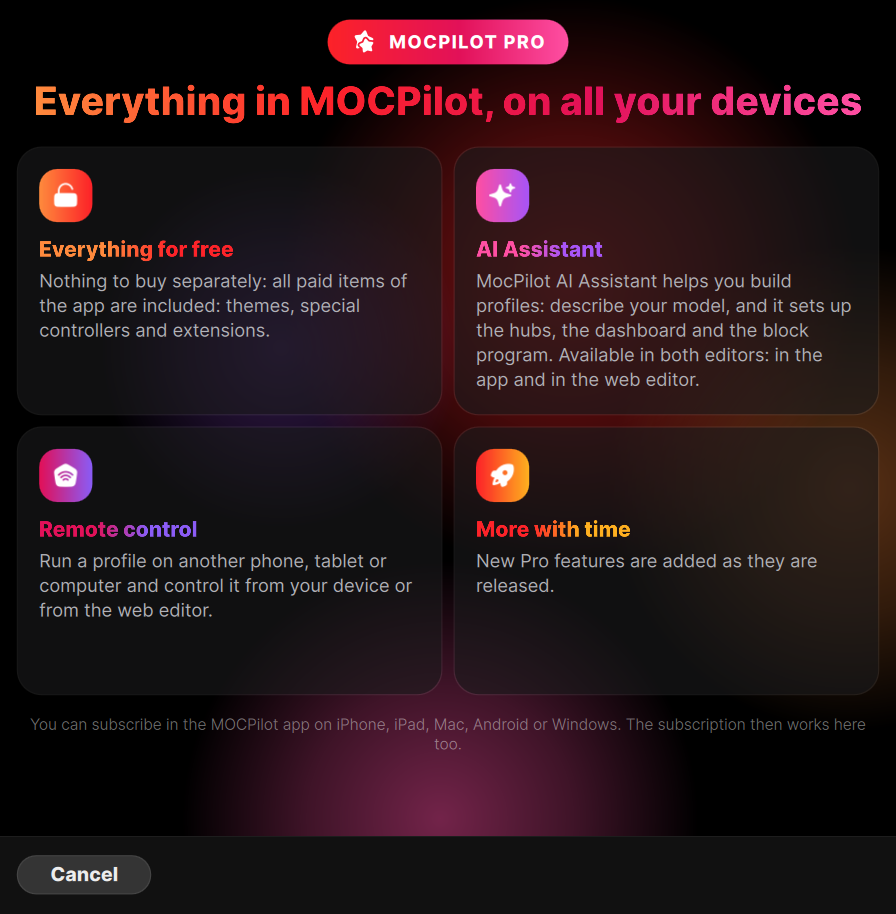 MOCPILOT PRO
Everything in MOCPilot, on all your devices
Everything for free
Nothing to buy separately: all paid items of
the app are included: themes, special
controllers and extensions.
AI Assistant
MocPilot AI Assistant helps you build
profiles: describe your model, and it sets up
the hubs, the dashboard and the block
program. Available in both editors: in the
app and in the web editor.
Remote control
Run a profile on another phone, tablet or
computer and control it from your device or
from the web editor.
More with time
New Pro features are added as they are
released.
You can subscribe in the MOCPilot app on iPhone, iPad, Mac, Android or Windows. The subscription then works here
too.
Cancel